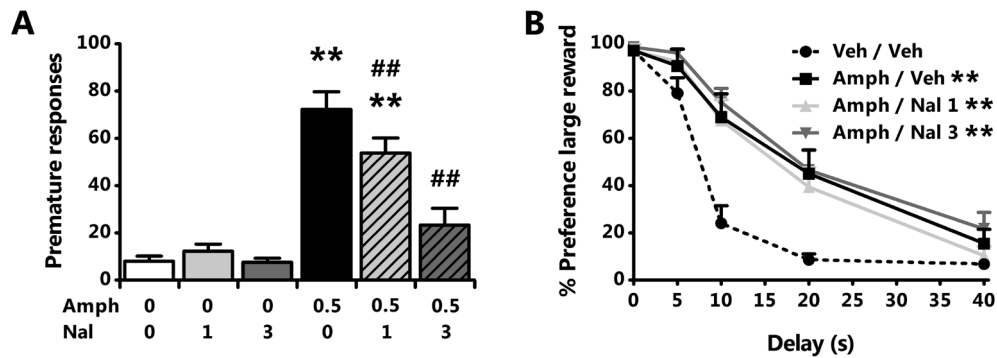 A
Premature responses
100
80
60
40
20
0
**
##
**
##
Amph 0 0 0 0.5 0.5 0.5
Nal 0 1 3 0 1 3
B
% Preference large reward
100
80
60
40
20
0
Veh / Veh
Amph / Veh **
Amph / Nal 1 **
Amph / Nal 3 **
0 5 10 15 20 25 30 35 40
Delay (s)